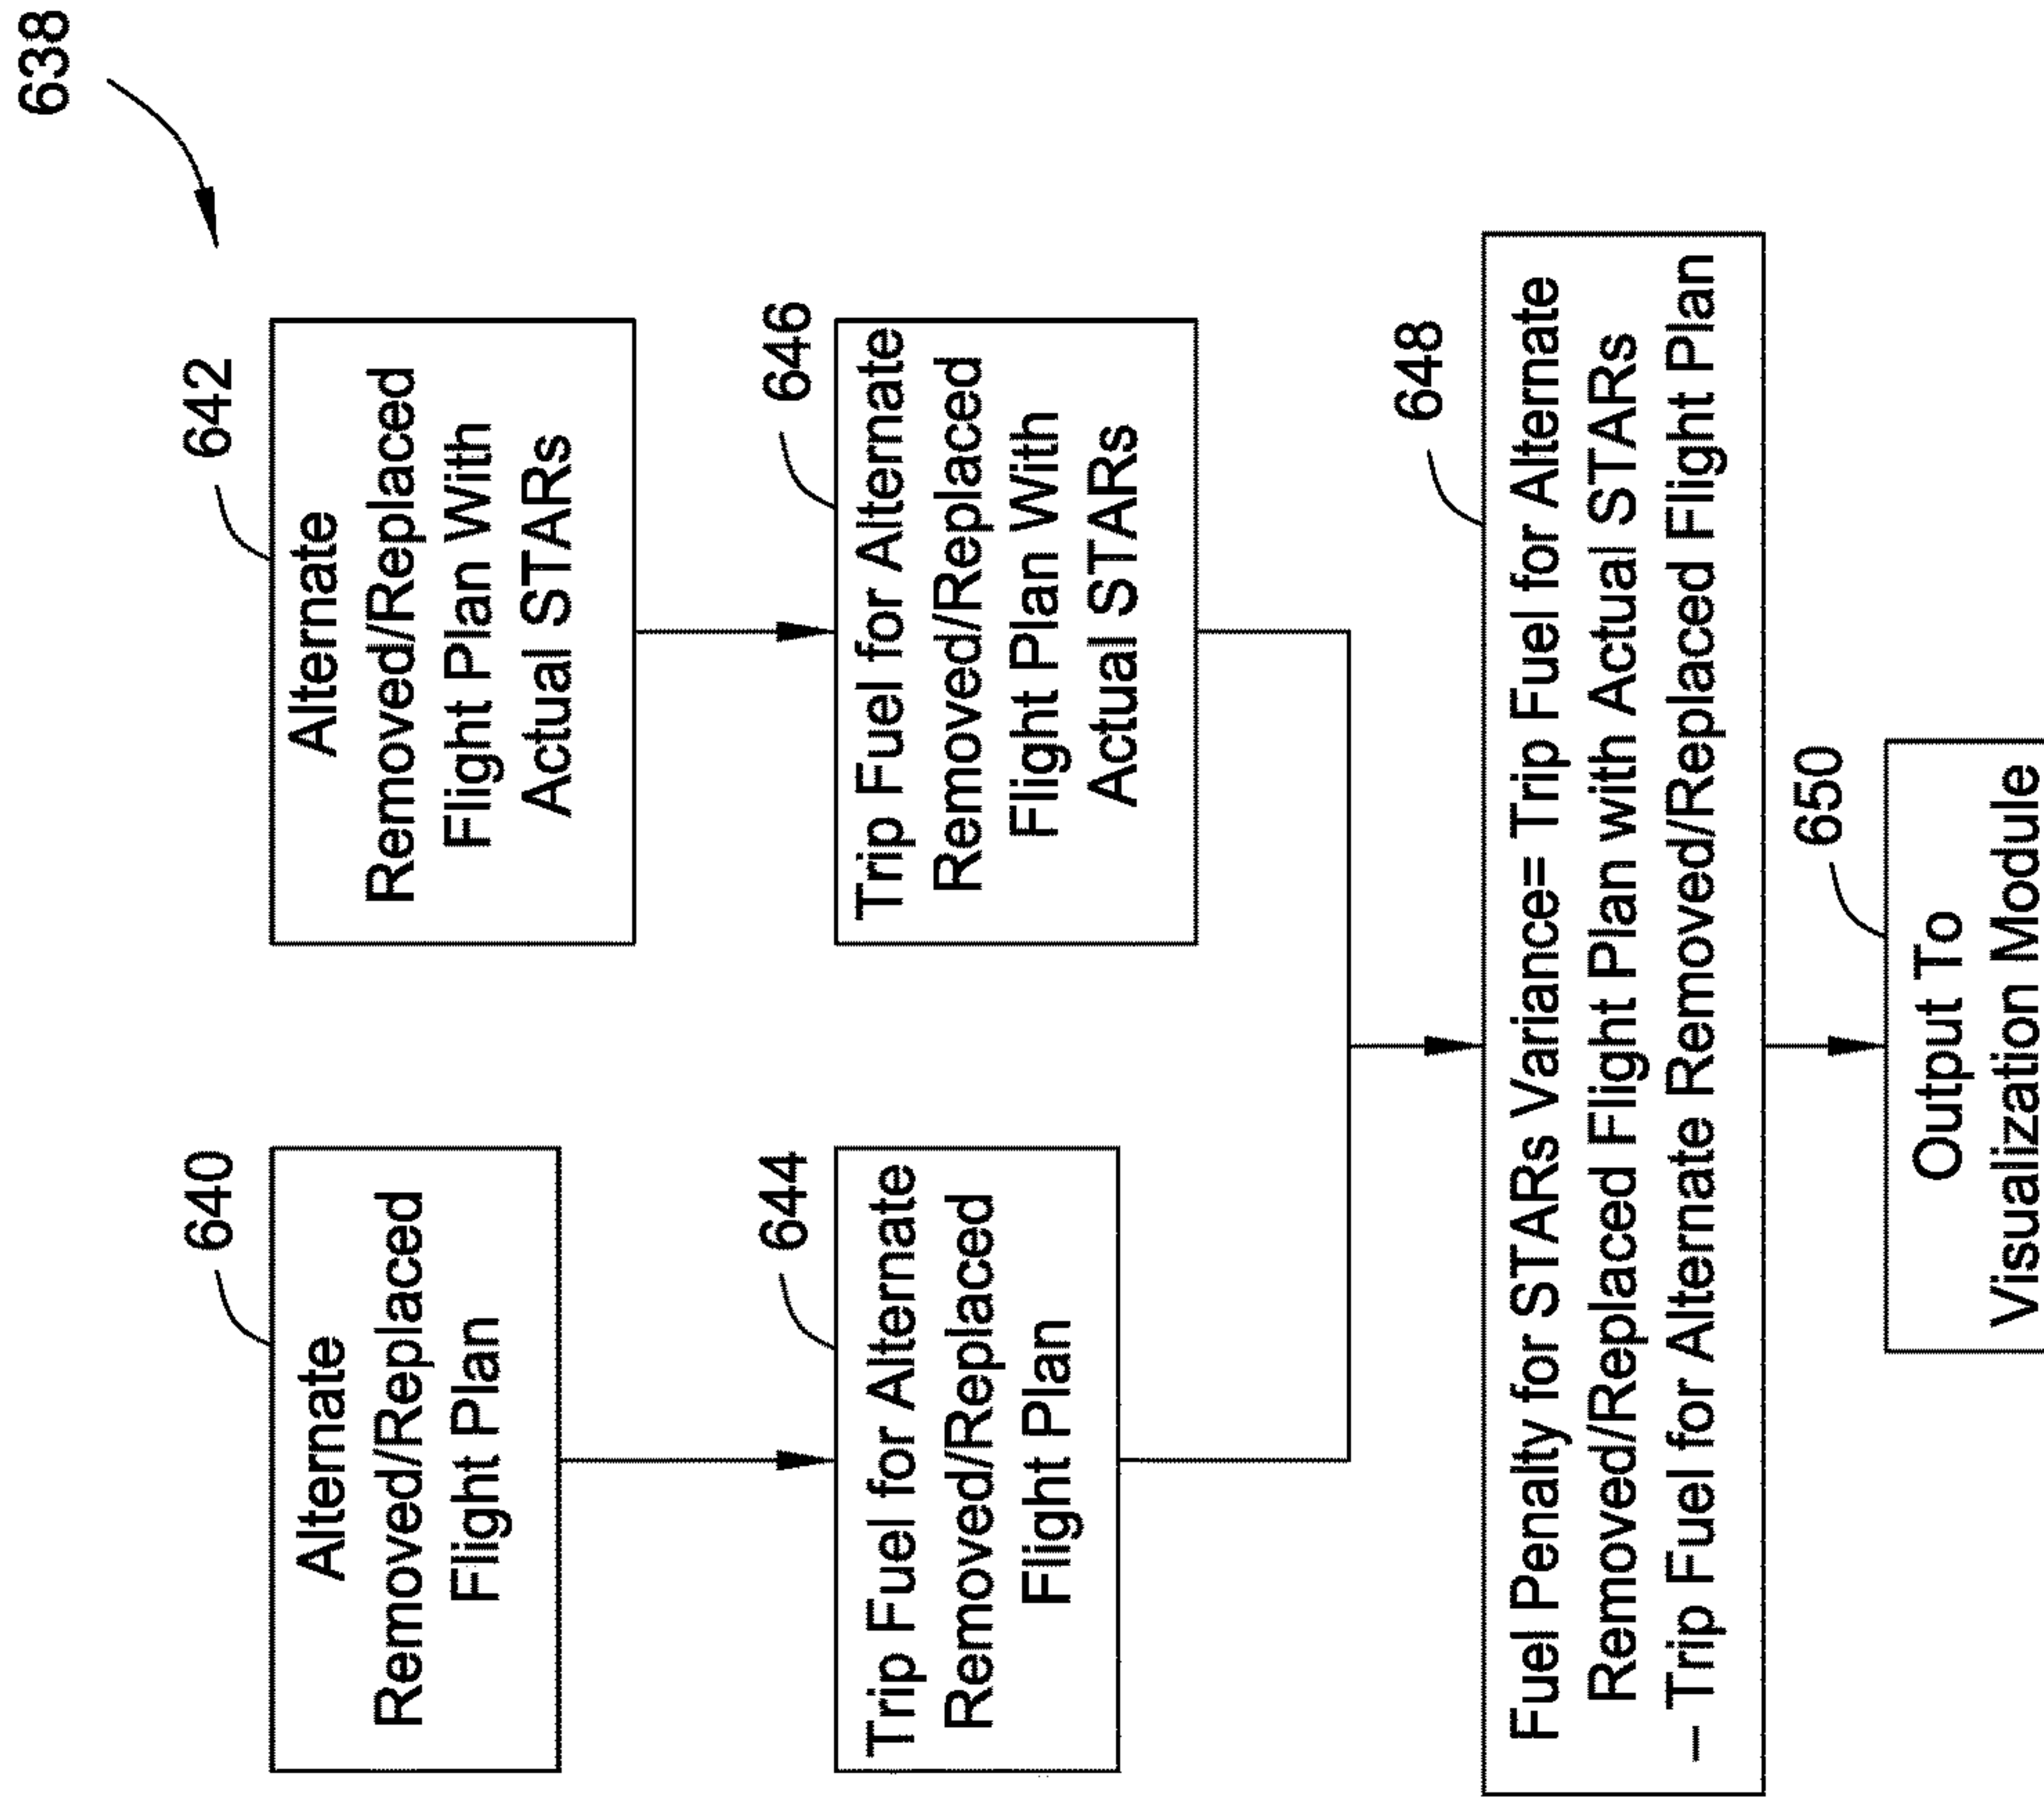 638
640
Alternate
Removed/Replaced
Flight Plan
642
Alternate
Removed/Replaced
Flight Plan With
Actual STARs
644
Trip Fuel for Alternate
Removed/Replaced
Flight Plan
646
Trip Fuel for Alternate
Removed/Replaced
Flight Plan With
Actual STARs
648
Fuel Penalty for STARs Variance= Trip Fuel for Alternate
Removed/Replaced Flight Plan with Actual STARs
– Trip Fuel for Alternate Removed/Replaced Flight Plan
650
Output To
Visualization Module